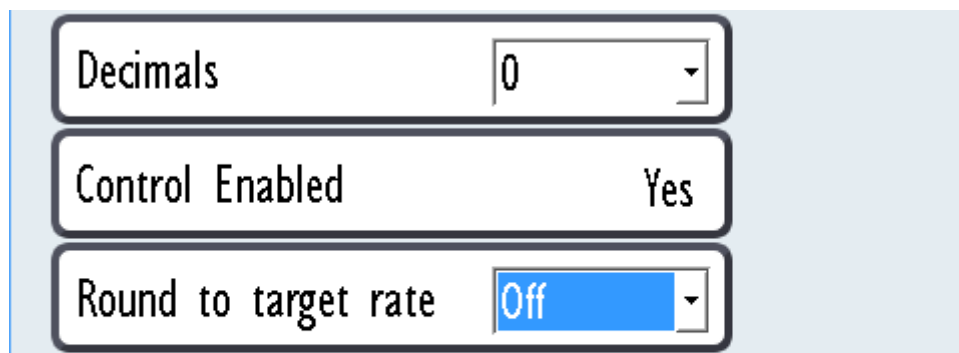 Decimals 0
Control Enabled Yes
Round to target rate Off